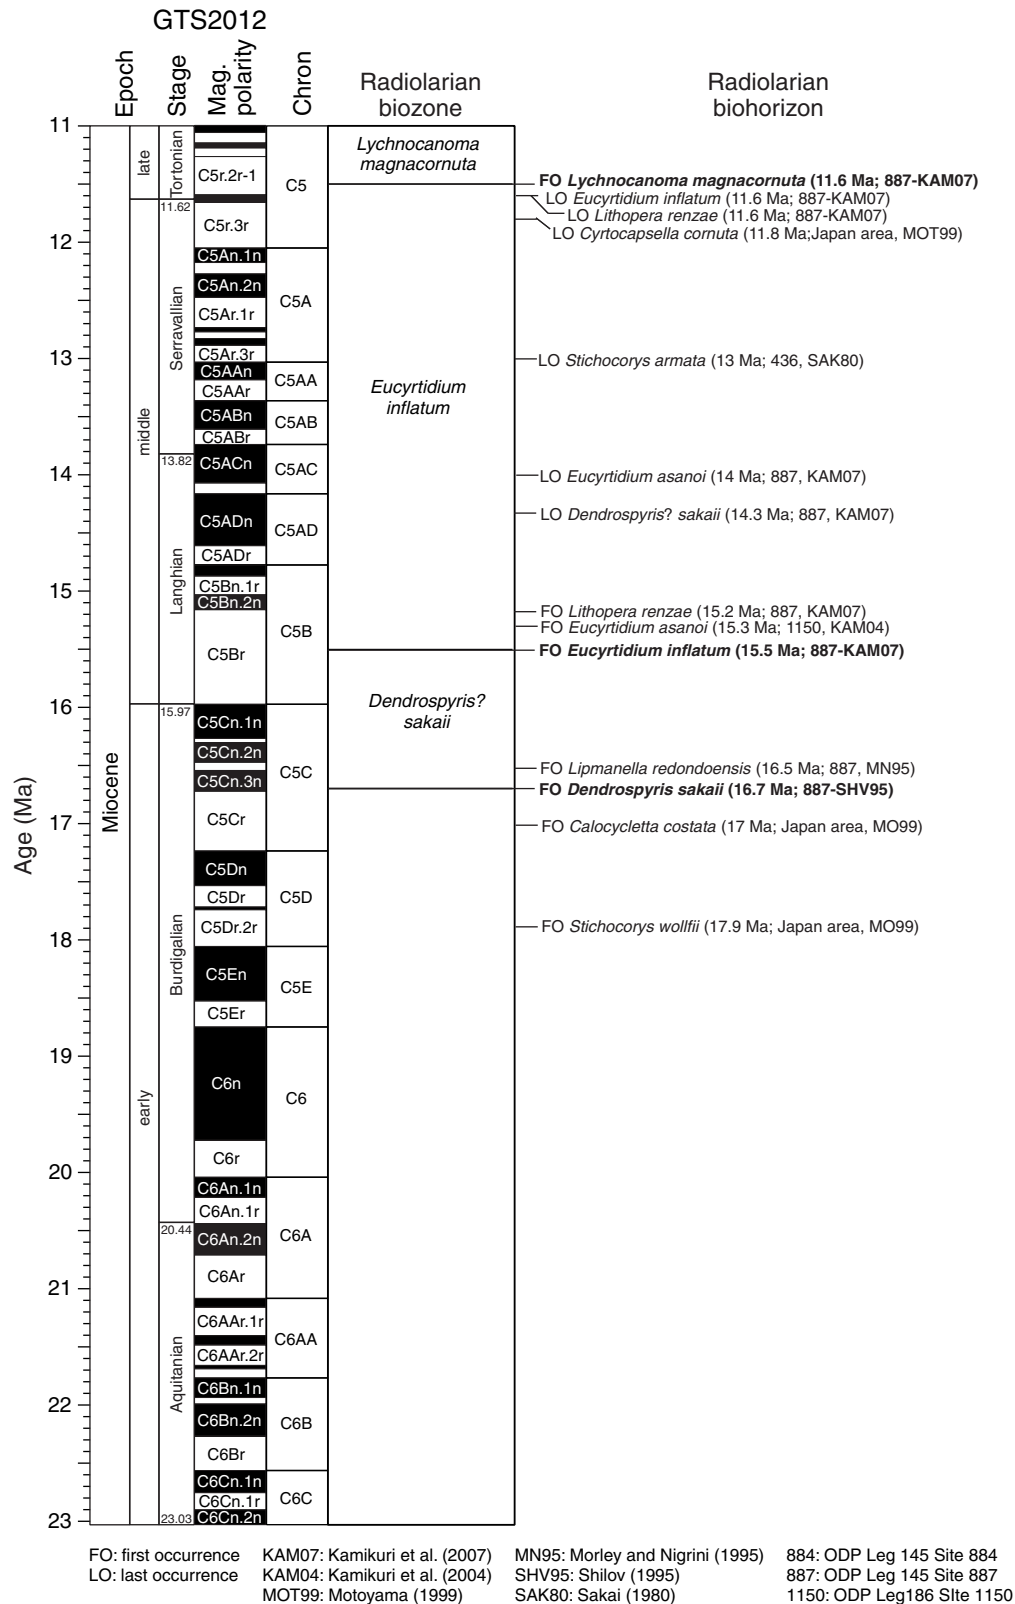 GTS2012
Epoch
Stage
Mag.
polarity
Chron
Radiolarian
biozone
Radiolarian
biohorizon
Age (Ma)
11
12
13
14
15
16
17
18
19
20
21
22
23
Miocene
late
middle
early
Tortonian
11.62
Serravallian
13.82
Langhian
15.97
Burdigalian
20.44
Aquitanian
23.03
C5r.2r-1
C5r.3r
C5An.1n
C5An.2n
C5Ar.1r
C5Ar.3r
C5AAn
C5AAr
C5ABn
C5ABr
C5ACn
C5ADn
C5ADr
C5Bn.1r
C5Bn.2n
C5Br
C5Cn.1n
C5Cn.2n
C5Cn.3n
C5Cr
C5Dn
C5Dr
C5Dr.2r
C5En
C5Er
C6n
C6r
C6An.1n
C6An.1r
C6An.2n
C6Ar
C6AAr.1r
C6AAr.2r
C6Bn.1n
C6Bn.2n
C6Br
C6Cn.1n
C6Cn.1r
C6Cn.2n
C5
C5A
C5AA
C5AB
C5AC
C5AD
C5B
C5C
C5D
C5E
C6
C6A
C6AA
C6B
C6C
Lychnocanoma
magnacornuta
Eucyrtidium
inflatum
Dendrospyris?
sakaii
FO Lychnocanoma magnacornuta (11.6 Ma; 887-KAM07)
LO Eucyrtidium inflatum (11.6 Ma; 887-KAM07)
LO Lithopera renzae (11.6 Ma; 887-KAM07)
LO Cyrtocapsella cornuta (11.8 Ma;Japan area, MOT99)
LO Stichocorys armata (13 Ma; 436, SAK80)
LO Eucyrtidium asanoi (14 Ma; 887, KAM07)
LO Dendrospyris? sakaii (14.3 Ma; 887, KAM07)
FO Lithopera renzae (15.2 Ma; 887, KAM07)
FO Eucyrtidium asanoi (15.3 Ma; 1150, KAM04)
FO Eucyrtidium inflatum (15.5 Ma; 887-KAM07)
FO Lipmanella redondoensis (16.5 Ma; 887, MN95)
FO Dendrospyris sakaii (16.7 Ma; 887-SHV95)
FO Calocycletta costata (17 Ma; Japan area, MO99)
FO Stichocorys wolffii (17.9 Ma; Japan area, MO99)
FO: first occurrence KAM07: Kamikuri et al. (2007) MN95: Morley and Nigrini (1995) 884: ODP Leg 145 Site 884
LO: last occurrence KAM04: Kamikuri et al. (2004) SHV95: Shilov (1995) 887: ODP Leg 145 Site 887
MOT99: Motoyama (1999) SAK80: Sakai (1980) 1150: ODP Leg186 SIte 1150